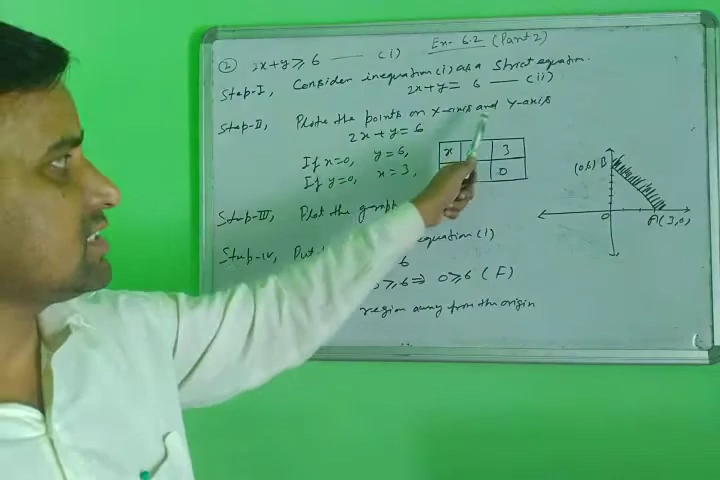 Ex- 6.2 (Part 2)
② 2x+y ≥ 6 —— (i)
Step-I, Consider inequation (i) as a strict equation.
2x+y = 6 —— (ii)
Step-II, Plote the points on x-axis and y-axis
2x+y = 6
If x=0, y=6,
If y=0, x=3,
x 3
0
(0,6) B
O
A(3,0)
Step-III, Plot the graph
Step-IV, Put equation (i)
6
≥ 6 ⇒ 0 ≥ 6 (F)
region away from the origin